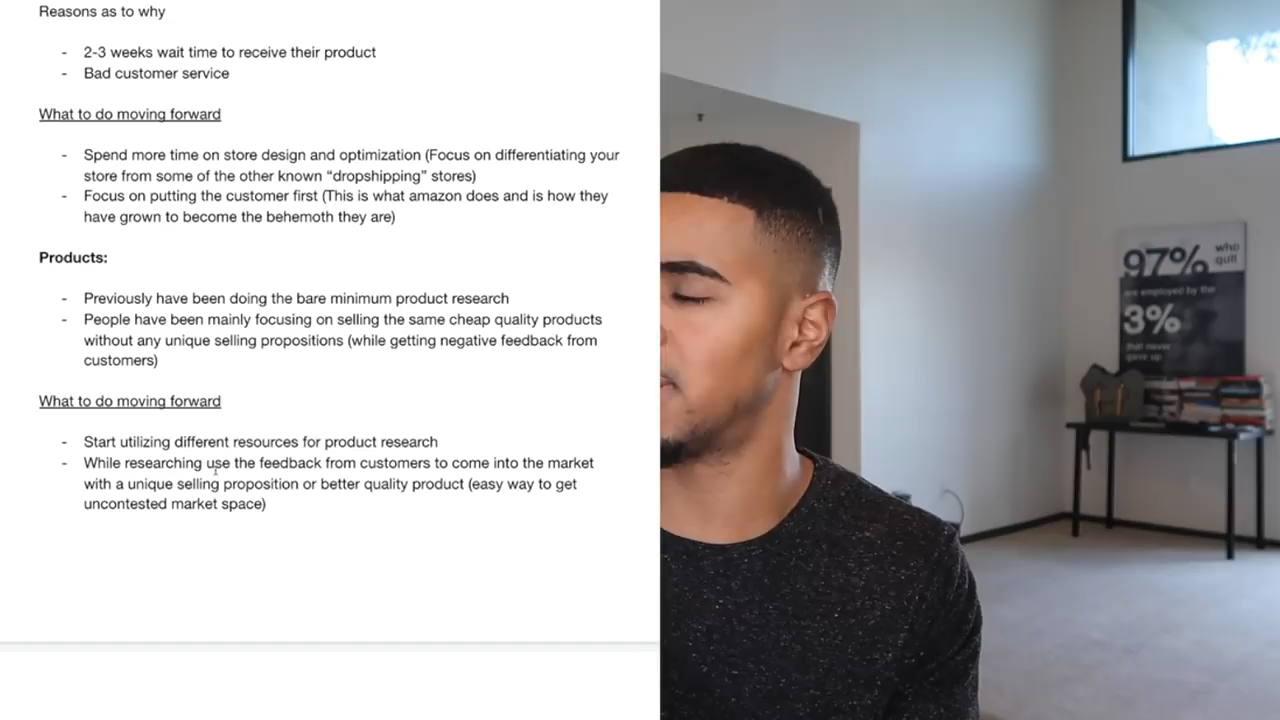 Reasons as to why
- 2-3 weeks wait time to receive their product
- Bad customer service
What to do moving forward
- Spend more time on store design and optimization (Focus on differentiating your
store from some of the other known “dropshipping” stores)
- Focus on putting the customer first (This is what amazon does and is how they
have grown to become the behemoth they are)
Products:
- Previously have been doing the bare minimum product research
- People have been mainly focusing on selling the same cheap quality products
without any unique selling propositions (while getting negative feedback from
customers)
What to do moving forward
- Start utilizing different resources for product research
- While researching use the feedback from customers to come into the market
with a unique selling proposition or better quality product (easy way to get
uncontested market space)
97% who
quit
are employed by the
3%
that never
gave up